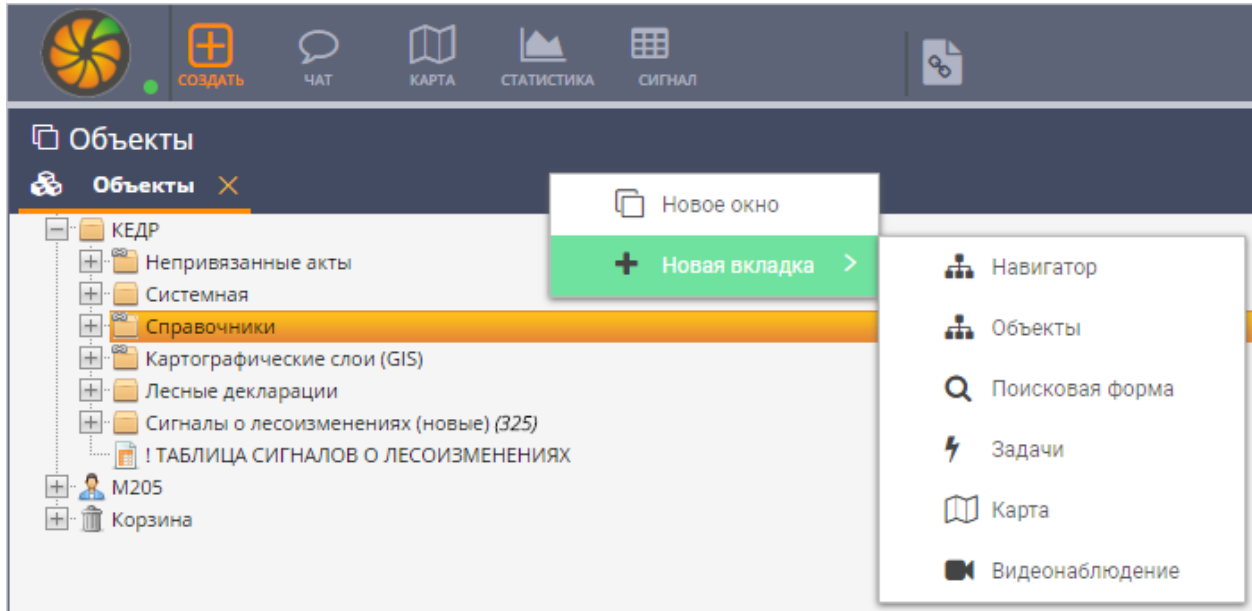 СОЗДАТЬ ЧАТ КАРТА СТАТИСТИКА СИГНАЛ
Объекты
Объекты
КЕДР
Непривязанные акты
Системная
Справочники
Картографические слои (GIS)
Лесные декларации
Сигналы о лесоизменениях (новые) (325)
! ТАБЛИЦА СИГНАЛОВ О ЛЕСОИЗМЕНЕНИЯХ
М205
Корзина
Новое окно
Новая вкладка
Навигатор
Объекты
Поисковая форма
Задачи
Карта
Видеонаблюдение